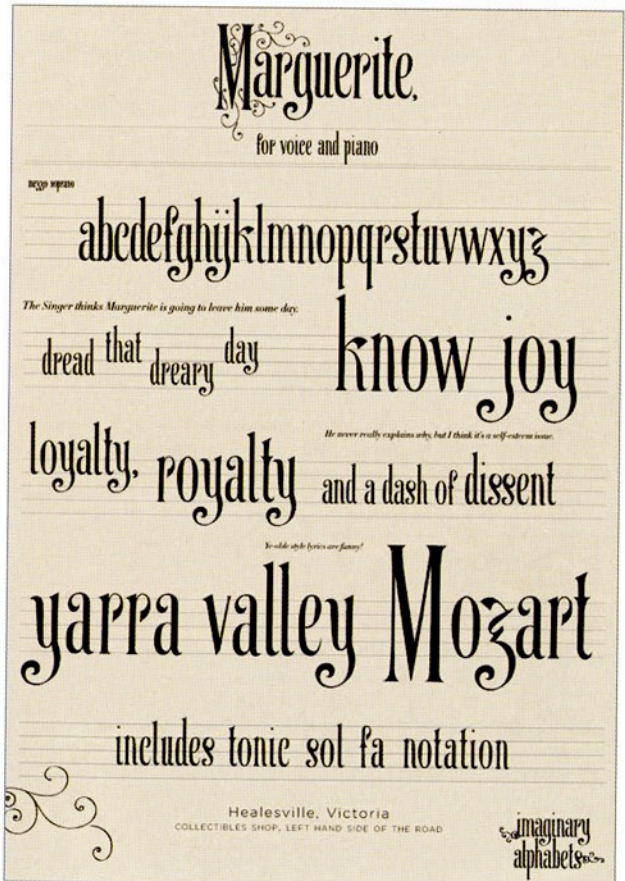 Marguerite,
for voice and piano
mezzo soprano
abcdefghijklmnopqrstuvwxyz
The Singer thinks Marguerite is going to leave him some day.
dread that dreary day
know joy
He never really explains why, but I think it's a self-esteem issue.
loyalty, royalty and a dash of dissent
Ye olde style lyrics are funny!
yarra valley Mozart
includes tonic sol fa notation
Healesville, Victoria
COLLECTIBLES SHOP, LEFT HAND SIDE OF THE ROAD
imaginary
alphabets